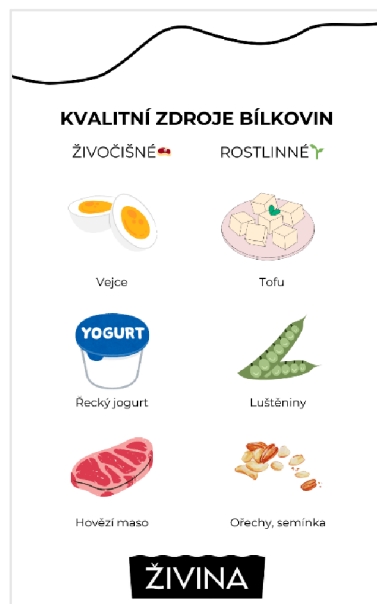 KVALITNÍ ZDROJE BÍLKOVIN
ŽIVOČIŠNÉ ROSTLINNÉ
Vejce Tofu
YOGURT
Řecký jogurt Luštěniny
Hovězí maso Ořechy, semínka
ŽIVINA